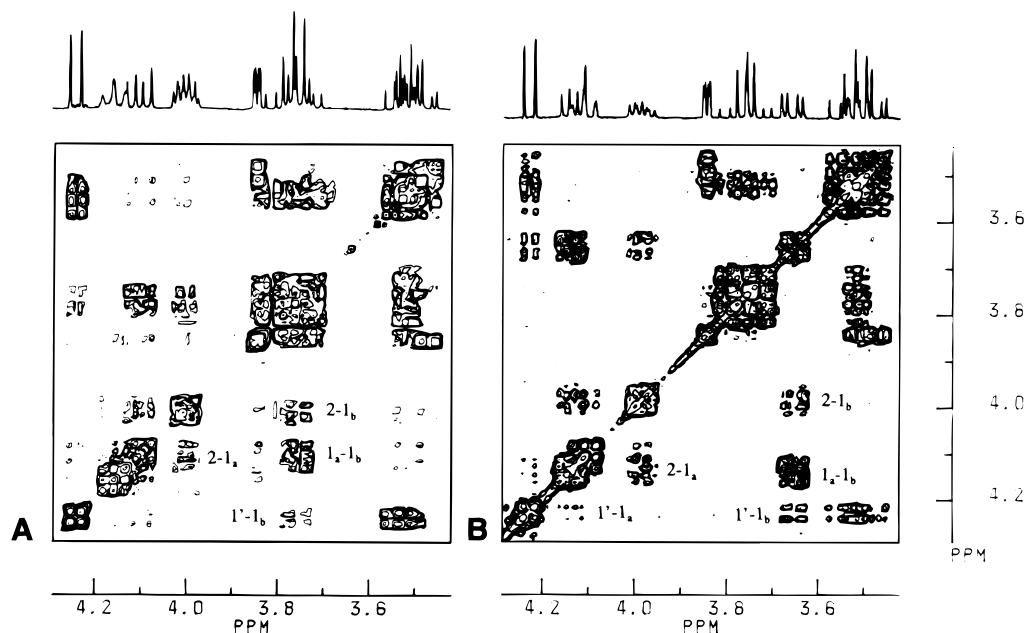 3.6
3.8
2-1b
2-1b
4.0
2-1a
1a-1b
2-1a
1a-1b
4.2
A
1'-1b
B
1'-1a
1'-1b
PPM
4.2 4.0 3.8 3.6
4.2 4.0 3.8 3.6
PPM
PPM